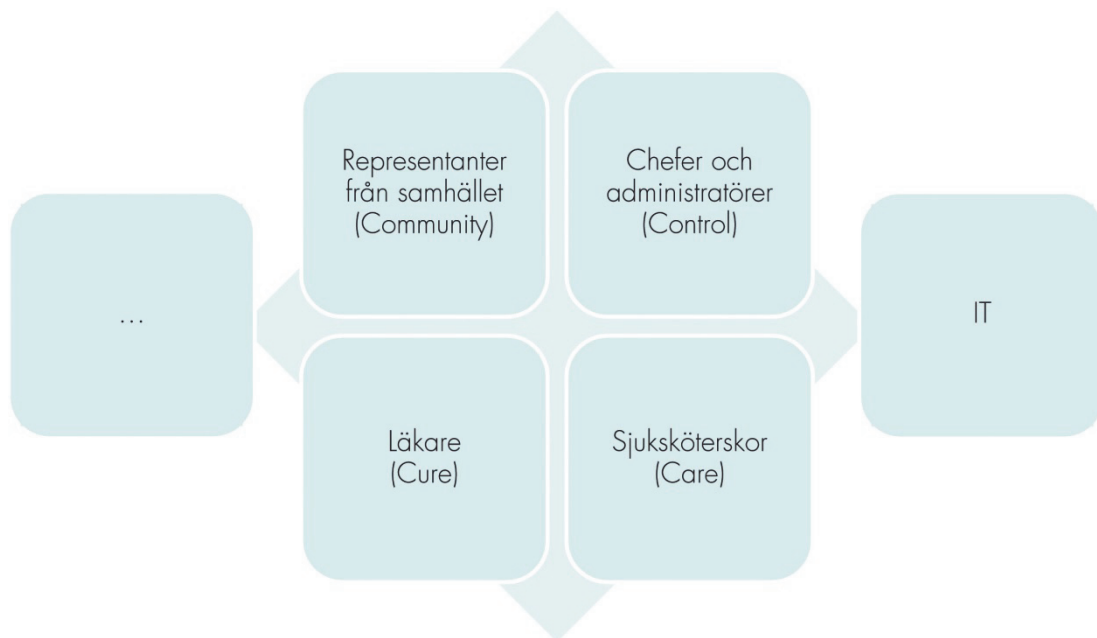 Representanter
från samhället
(Community)
Chefer och
administratörer
(Control)
...
IT
Läkare
(Cure)
Sjuksköterskor
(Care)